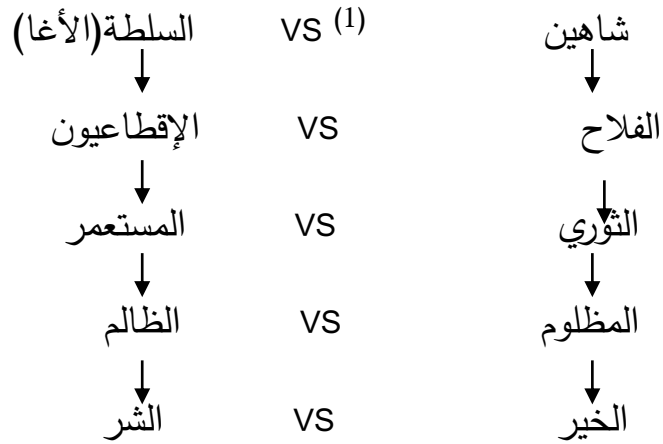 شاهين VS (1) السلطة(الأغا)
الفلاح VS الإقطاعيون
الثوري VS المستعمر
المظلوم VS الظالم
الخير VS الشر